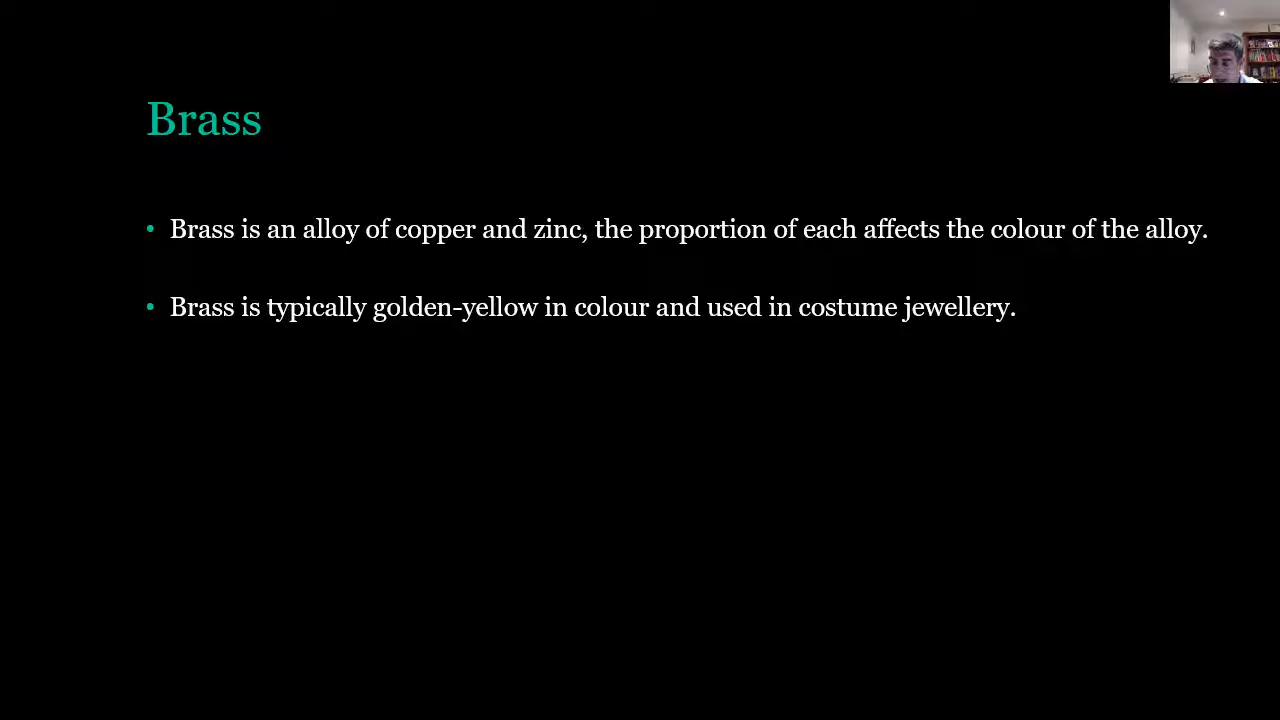 Brass
• Brass is an alloy of copper and zinc, the proportion of each affects the colour of the alloy.
• Brass is typically golden-yellow in colour and used in costume jewellery.